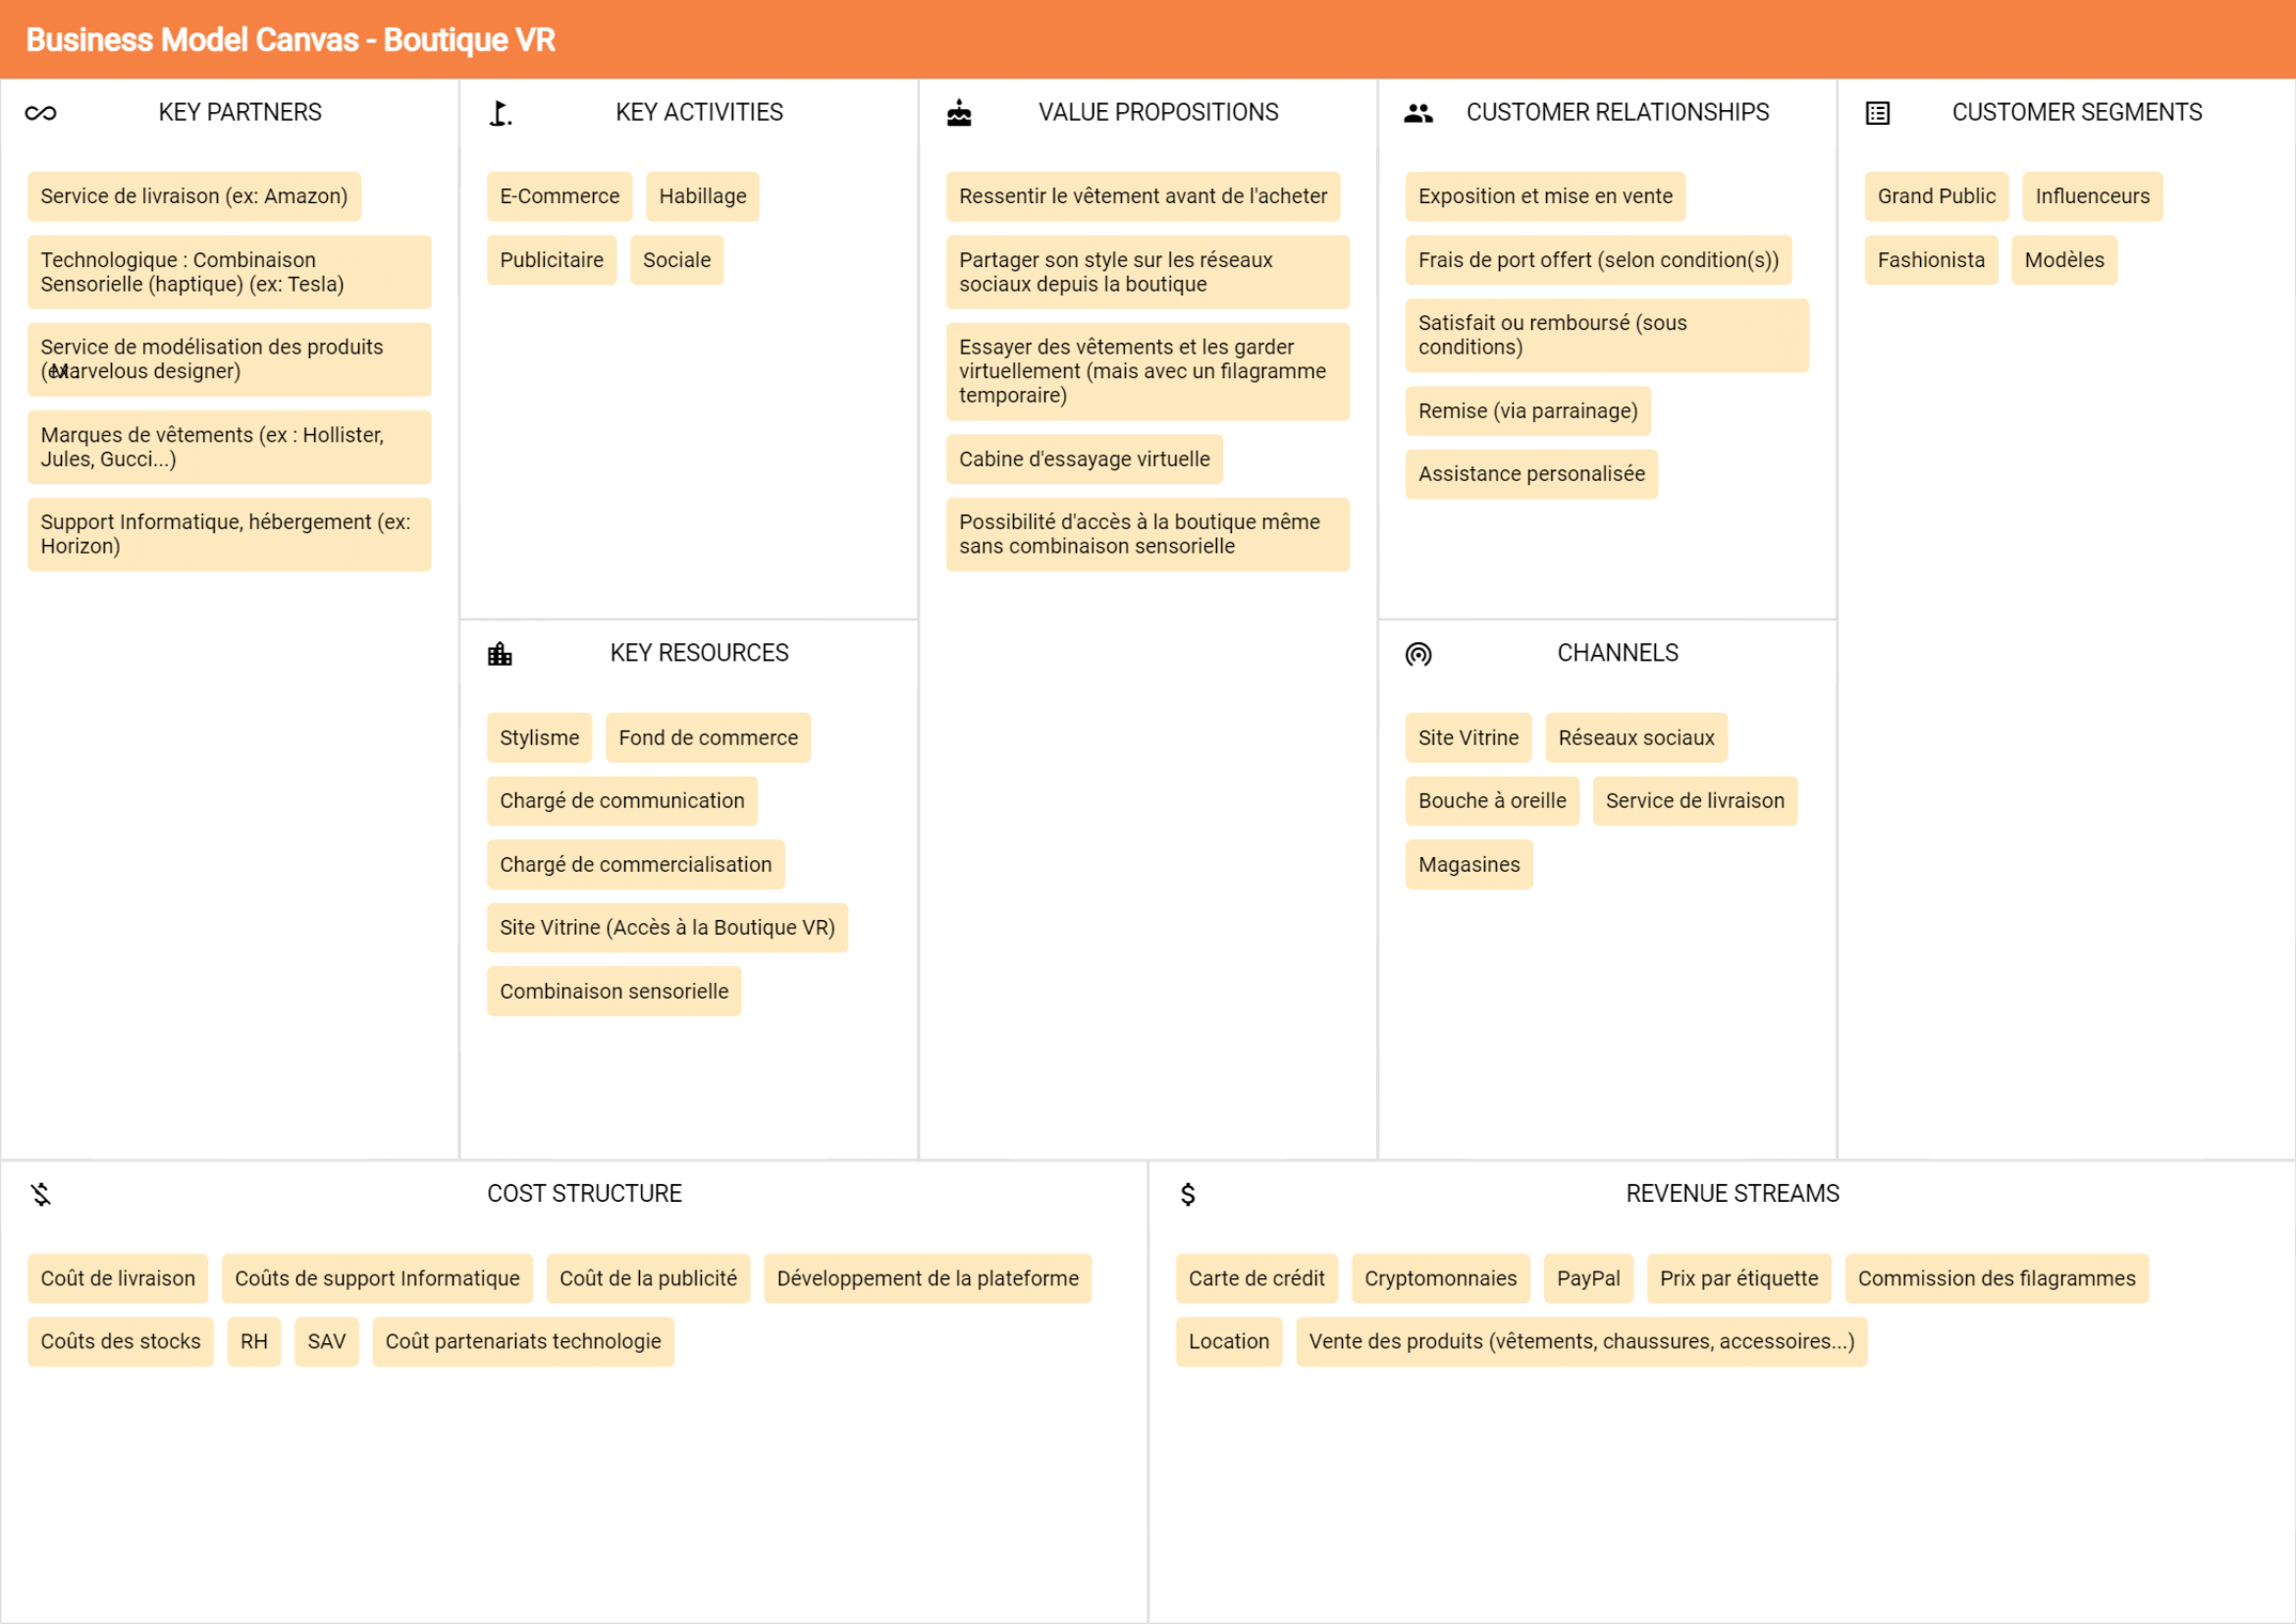 Business Model Canvas - Boutique VR
KEY PARTNERS
Service de livraison (ex: Amazon)
Technologique : Combinaison
Sensorielle (haptique) (ex: Tesla)
Service de modélisation des produits
(ex: Marvelous designer)
Marques de vêtements (ex : Hollister,
Jules, Gucci...)
Support Informatique, hébergement (ex:
Horizon)
KEY ACTIVITIES
E-Commerce
Habillage
Publicitaire
Sociale
KEY RESOURCES
Stylisme
Fond de commerce
Chargé de communication
Chargé de commercialisation
Site Vitrine (Accès à la Boutique VR)
Combinaison sensorielle
VALUE PROPOSITIONS
Ressentir le vêtement avant de l'acheter
Partager son style sur les réseaux
sociaux depuis la boutique
Essayer des vêtements et les garder
virtuellement (mais avec un filagramme
temporaire)
Cabine d'essayage virtuelle
Possibilité d'accès à la boutique même
sans combinaison sensorielle
CUSTOMER RELATIONSHIPS
Exposition et mise en vente
Frais de port offert (selon condition(s))
Satisfait ou remboursé (sous
conditions)
Remise (via parrainage)
Assistance personalisée
CHANNELS
Site Vitrine
Réseaux sociaux
Bouche à oreille
Service de livraison
Magasines
CUSTOMER SEGMENTS
Grand Public
Influenceurs
Fashionista
Modèles
COST STRUCTURE
Coût de livraison
Coûts de support Informatique
Coût de la publicité
Développement de la plateforme
Coûts des stocks
RH
SAV
Coût partenariats technologie
REVENUE STREAMS
Carte de crédit
Cryptomonnaies
PayPal
Prix par étiquette
Commission des filagrammes
Location
Vente des produits (vêtements, chaussures, accessoires...)